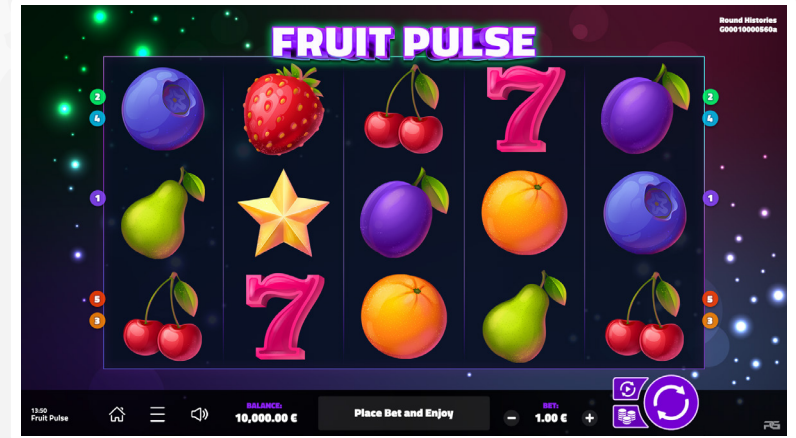 FRUIT PULSE
Round Histories
G00010000560a
2
2
4
4
1
1
5
5
3
3
13:50
Fruit Pulse
BALANCE:
10,000.00 €
Place Bet and Enjoy
BET:
1.00 €